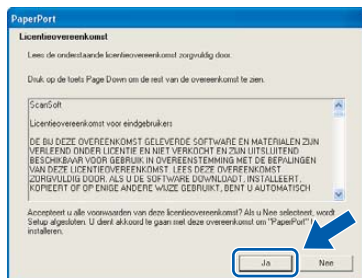 PaperPort
Licentieovereenkomst
Lees de onderstaande licentieovereenkomst zorgvuldig door.
Druk op de toets Page Down om de rest van de overeenkomst te zien.
ScanSoft
Licentieovereenkomst voor eindgebruikers
DE BIJ DEZE OVEREENKOMST GELEVERDE SOFTWARE EN MATERIALEN ZIJN
VERLEEND ONDER LICENTIE EN NIET VERKOCHT EN ZIJN UITSLUITEND
BESCHIKBAAR VOOR GEBRUIK IN OVEREENSTEMMING MET DE BEPALINGEN
VAN DEZE LICENTIEOVEREENKOMST. LEES DEZE OVEREENKOMST
ZORGVULDIG DOOR. ALS U DE SOFTWARE DOWNLOADT, INSTALLEERT,
KOPIEERT OF OP ENIGE ANDERE WIJZE GEBRUIKT, BENT U AUTOMATISCH
Accepteert u alle voorwaarden van deze licentieovereenkomst? Als u Nee selecteert, wordt
Setup afgesloten. U dient akkoord te gaan met deze overeenkomst om "PaperPort" te
installeren.
Ja
Nee